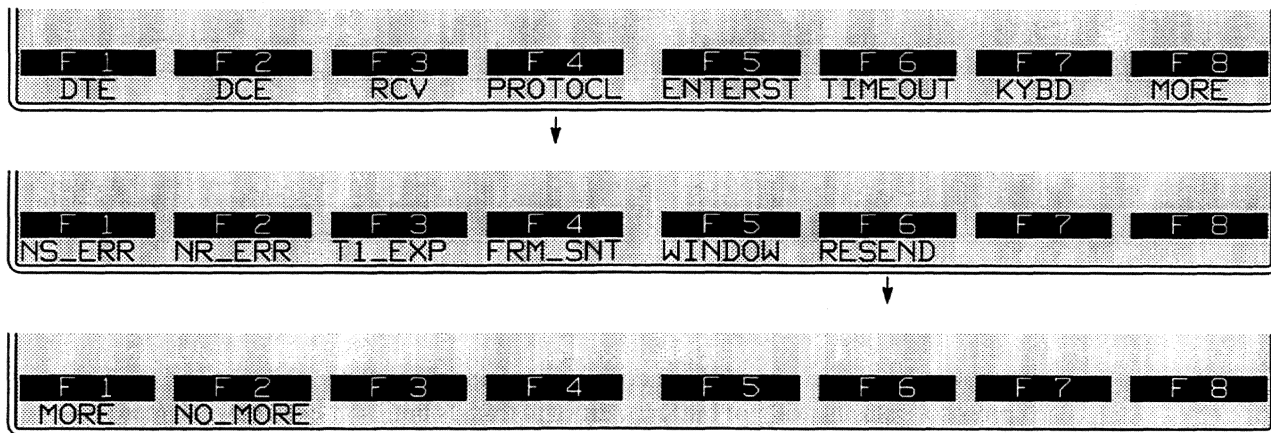 F 1 F 2 F 3 F 4 F 5 F 6 F 7 F 8
DTE DCE RCV PROTOCL ENTERST TIMEOUT KYBD MORE
F 1 F 2 F 3 F 4 F 5 F 6 F 7 F 8
NS_ERR NR_ERR T1_EXP FRM_SNT WINDOW RESEND
F 1 F 2 F 3 F 4 F 5 F 6 F 7 F 8
MORE NO_MORE